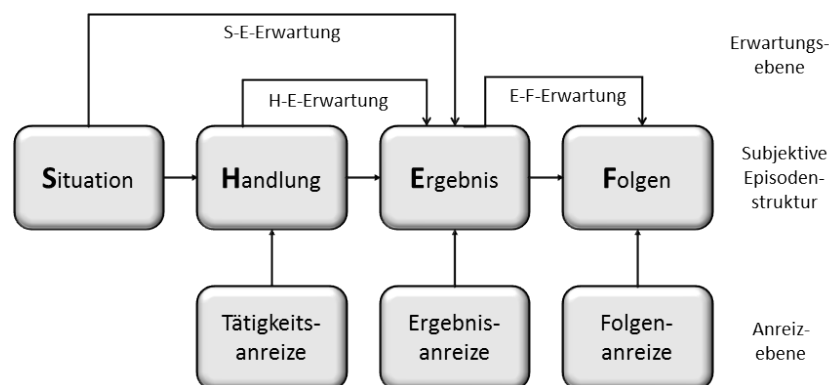 S-E-Erwartung
Erwartungs-
ebene
H-E-Erwartung
E-F-Erwartung
Situation
Handlung
Ergebnis
Folgen
Subjektive
Episoden-
struktur
Tätigkeits-
anreize
Ergebnis-
anreize
Folgen-
anreize
Anreiz-
ebene